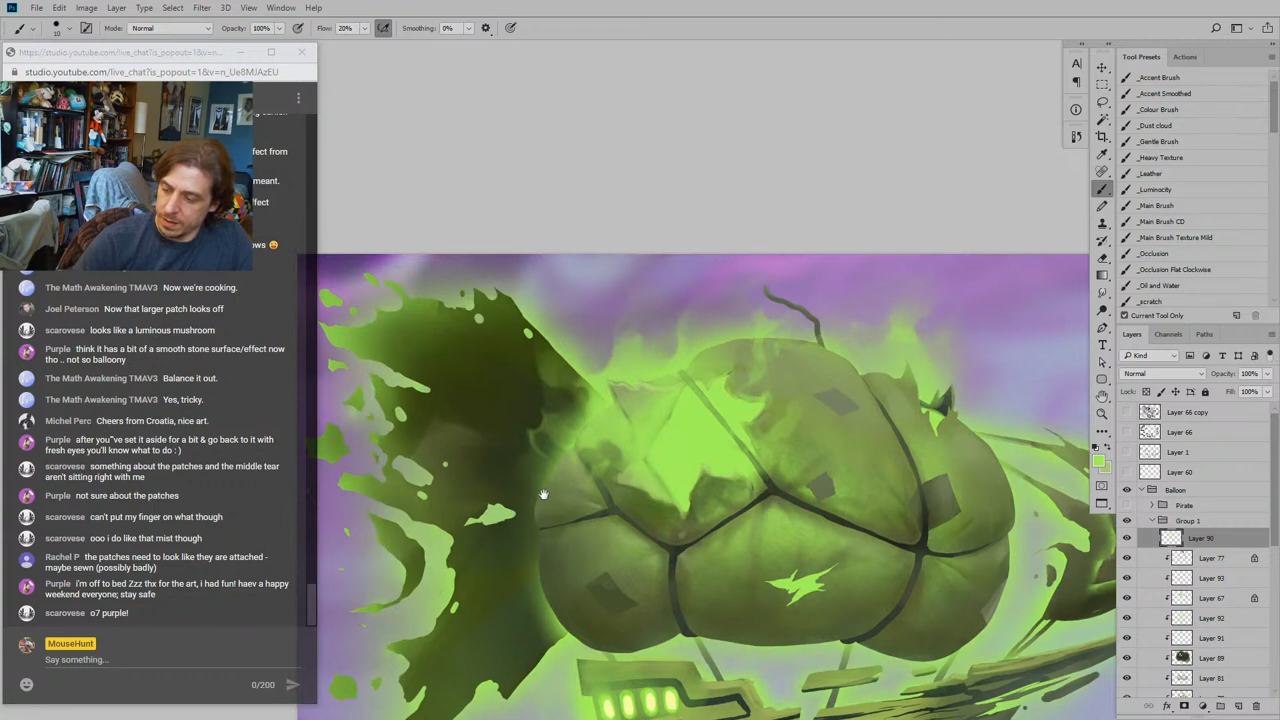 Ps File Edit Image Layer Type Select Filter 3D View Window Help
10 Mode: Normal Opacity: 100% Flow: 20% Smoothing: 0%
https://studio.youtube.com/live_chat?is_popout=1&v=n_...
studio.youtube.com/live_chat?is_popout=1&v=n_Ue8MJAzEU
fect from
meant.
fect
ows
The Math Awakening TMAV3 Now we're cooking.
Joel Peterson Now that larger patch looks off
scarovese looks like a luminous mushroom
Purple think it has a bit of a smooth stone surface/effect now
tho .. not so balloony
The Math Awakening TMAV3 Balance it out.
The Math Awakening TMAV3 Yes, tricky.
Michel Perc Cheers from Croatia, nice art.
Purple after you"ve set it aside for a bit & go back to it with
fresh eyes you'll know what to do : )
scarovese something about the patches and the middle tear
aren't sitting right with me
Purple not sure about the patches
scarovese can't put my finger on what though
scarovese ooo i do like that mist though
Rachel P the patches need to look like they are attached -
maybe sewn (possibly badly)
Purple i'm off to bed Zzz thx for the art, i had fun! haev a happy
weekend everyone; stay safe
scarovese o7 purple!
MouseHunt
Say something...
0/200
Tool Presets Actions
_Accent Brush
_Accent Smoothed
_Colour Brush
_Dust cloud
_Gentle Brush
_Heavy Texture
_Leather
_Luminocity
_Main Brush
_Main Brush CD
_Main Brush Texture Mild
_Occlusion
_Occlusion Flat Clockwise
_Oil and Water
_scratch
Current Tool Only
Layers Channels Paths
Kind
Normal Opacity: 100%
Lock: Fill: 100%
Layer 66 copy
Layer 66
Layer 1
Layer 60
Balloon
Pirate
Group 1
Layer 90
Layer 77
Layer 93
Layer 67
Layer 92
Layer 91
Layer 89
Layer 81